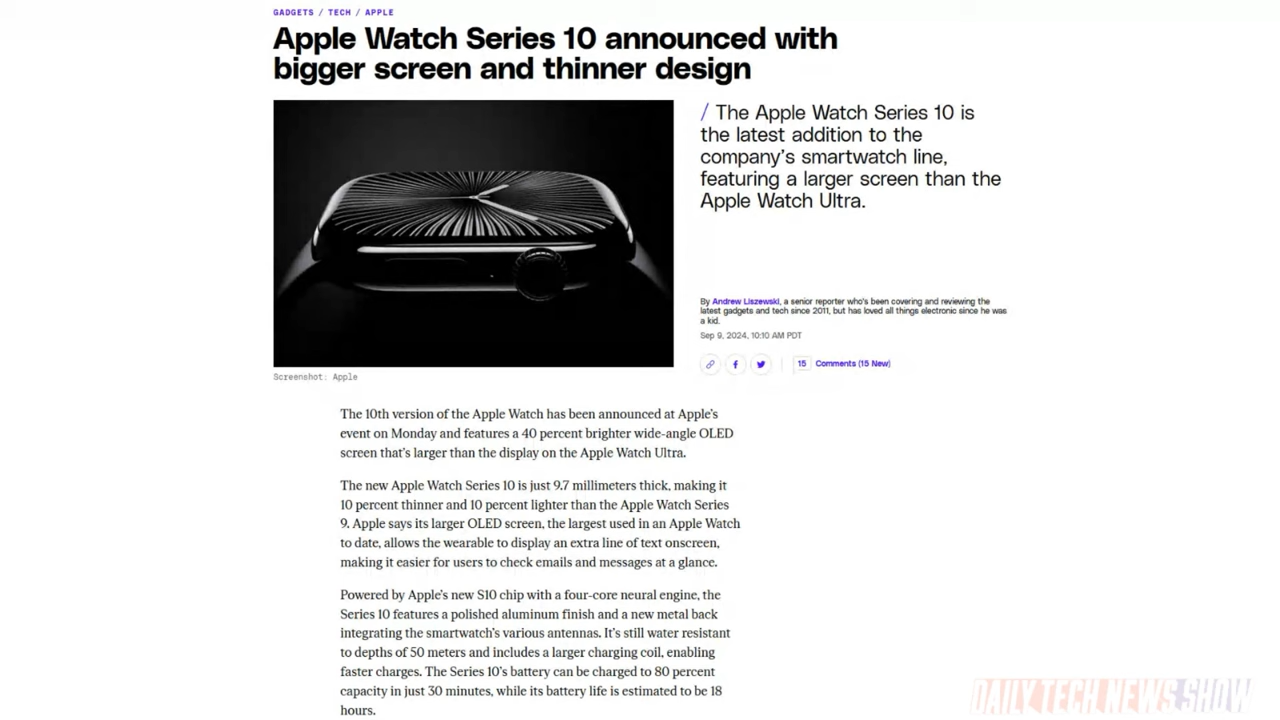 GADGETS / TECH / APPLE
Apple Watch Series 10 announced with
bigger screen and thinner design
/ The Apple Watch Series 10 is
the latest addition to the
company’s smartwatch line,
featuring a larger screen than the
Apple Watch Ultra.
By Andrew Liszewski, a senior reporter who’s been covering and reviewing the
latest gadgets and tech since 2011, but has loved all things electronic since he was
a kid.
Sep 9, 2024, 10:10 AM PDT
15 Comments (15 New)
Screenshot: Apple
The 10th version of the Apple Watch has been announced at Apple’s
event on Monday and features a 40 percent brighter wide-angle OLED
screen that’s larger than the display on the Apple Watch Ultra.
The new Apple Watch Series 10 is just 9.7 millimeters thick, making it
10 percent thinner and 10 percent lighter than the Apple Watch Series
9. Apple says its larger OLED screen, the largest used in an Apple Watch
to date, allows the wearable to display an extra line of text onscreen,
making it easier for users to check emails and messages at a glance.
Powered by Apple’s new S10 chip with a four-core neural engine, the
Series 10 features a polished aluminum finish and a new metal back
integrating the smartwatch’s various antennas. It’s still water resistant
to depths of 50 meters and includes a larger charging coil, enabling
faster charges. The Series 10’s battery can be charged to 80 percent
capacity in just 30 minutes, while its battery life is estimated to be 18
hours.
DAILY TECH NEWS SHOW